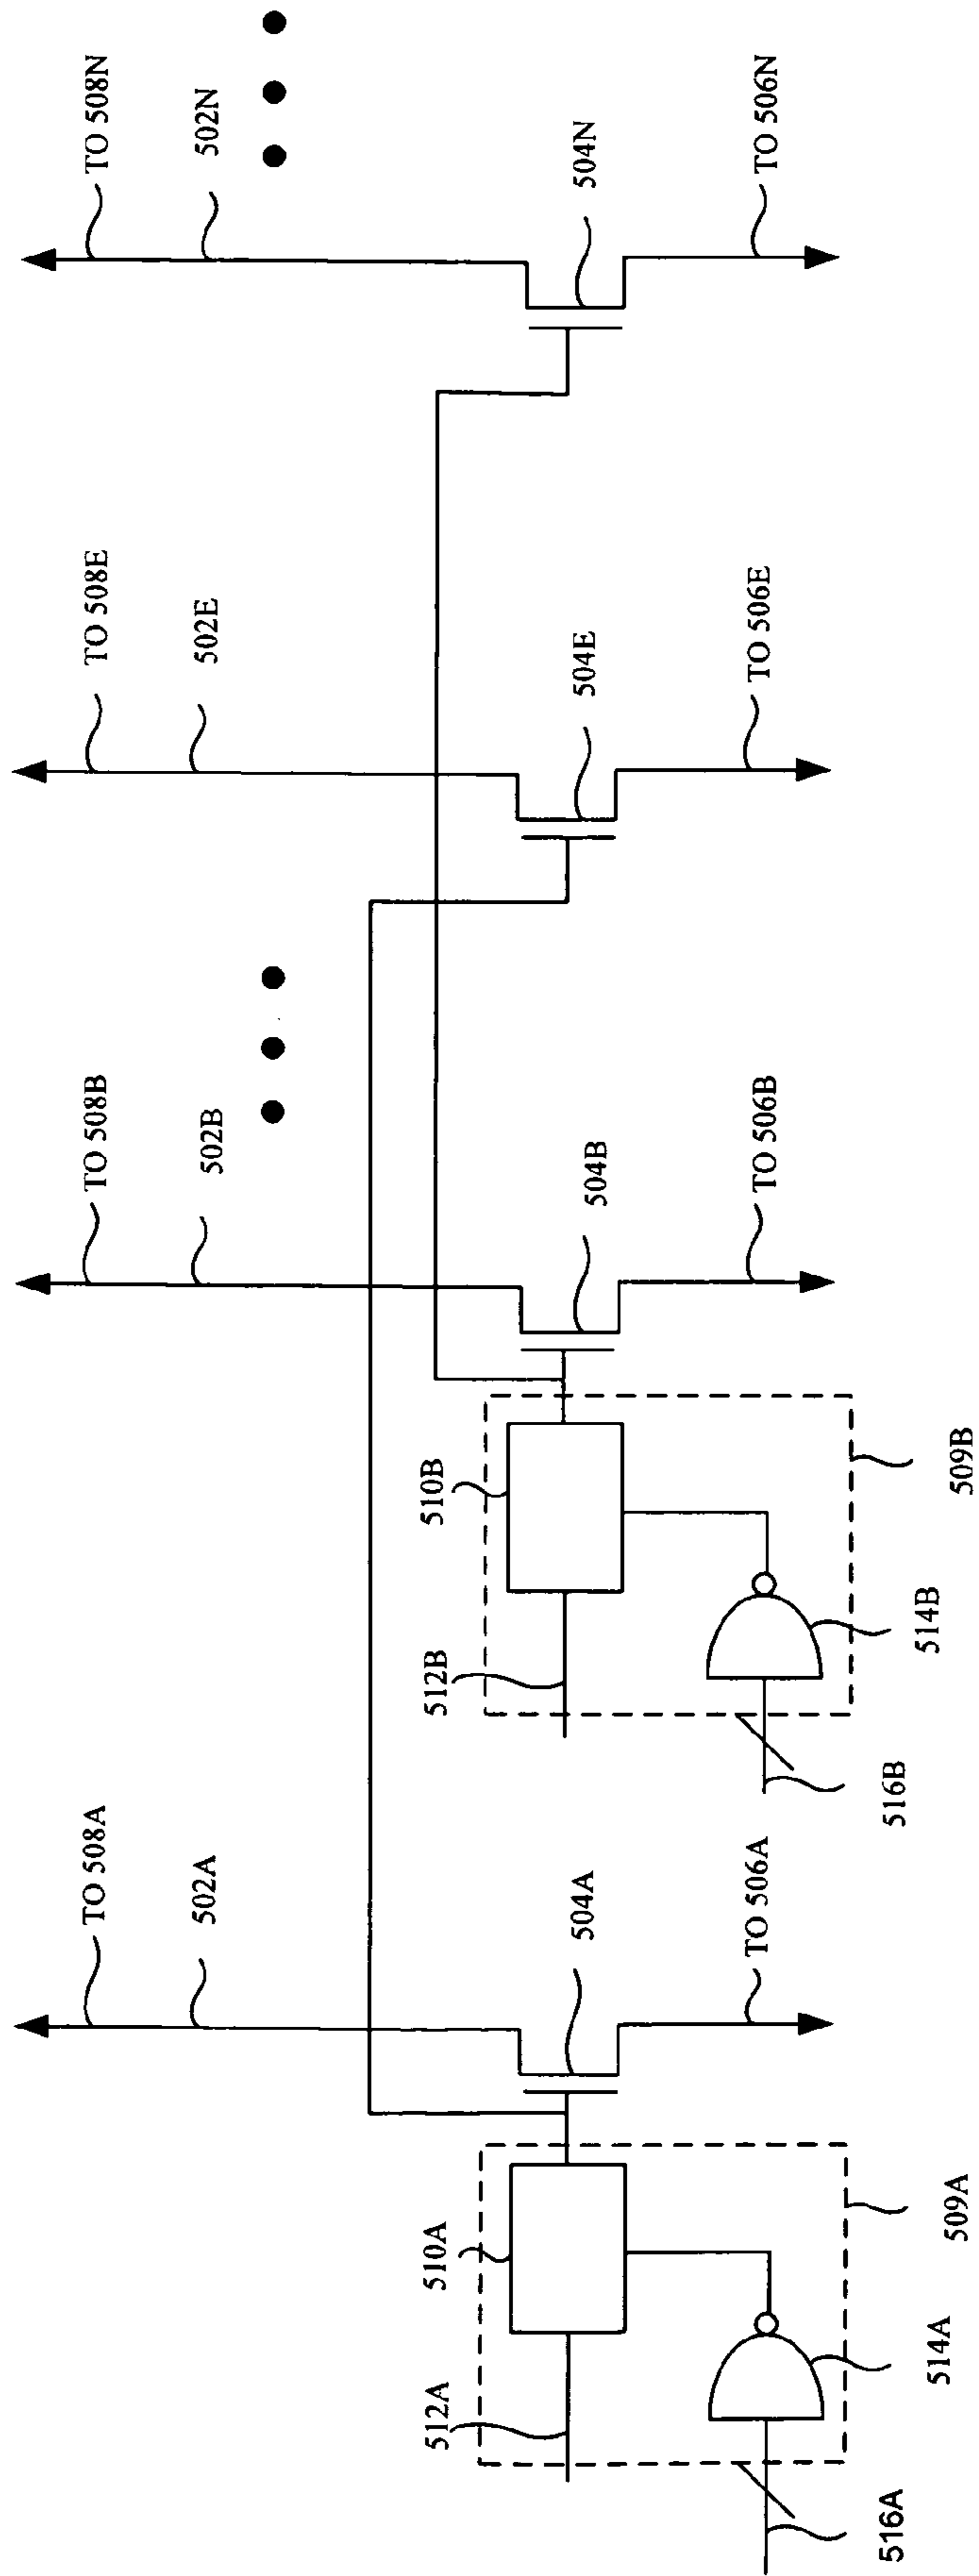 TO 508A
TO 508B
TO 508E
TO 508N
502A
502B
502E
502N
510A
512A
510B
512B
504A
504B
504E
504N
TO 506A
TO 506B
TO 506E
TO 506N
516A
514A
509A
516B
514B
509B